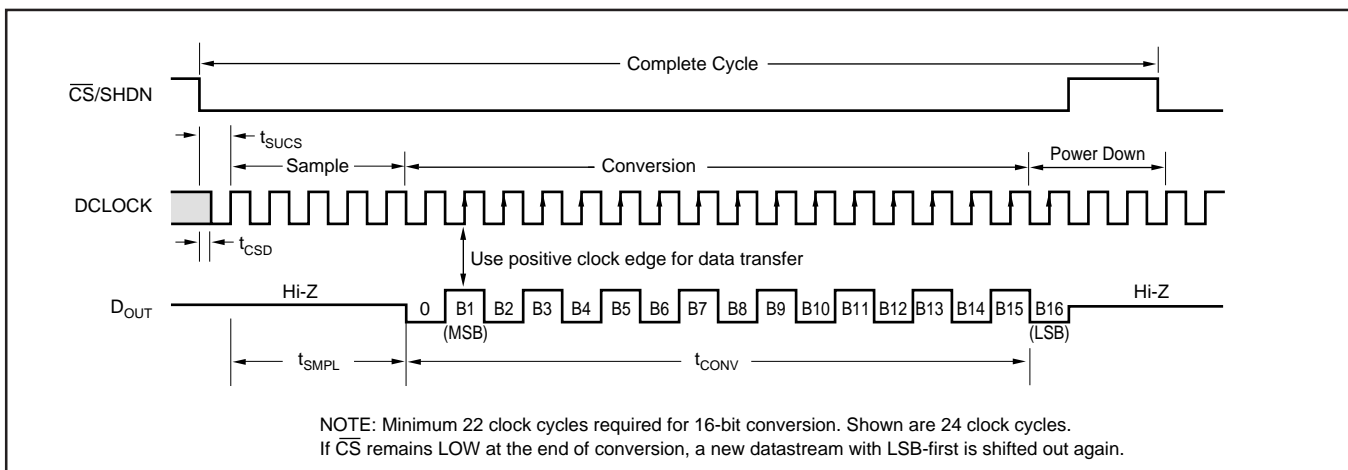 Complete Cycle
CS/SHDN
tSUCS
Sample
Conversion
Power Down
DCLOCK
tCSD
Use positive clock edge for data transfer
Hi-Z
Hi-Z
DOUT
0 B1 B2 B3 B4 B5 B6 B7 B8 B9 B10 B11 B12 B13 B14 B15 B16
(MSB) (LSB)
tSMPL
tCONV
NOTE: Minimum 22 clock cycles required for 16-bit conversion. Shown are 24 clock cycles.
If CS remains LOW at the end of conversion, a new datastream with LSB-first is shifted out again.